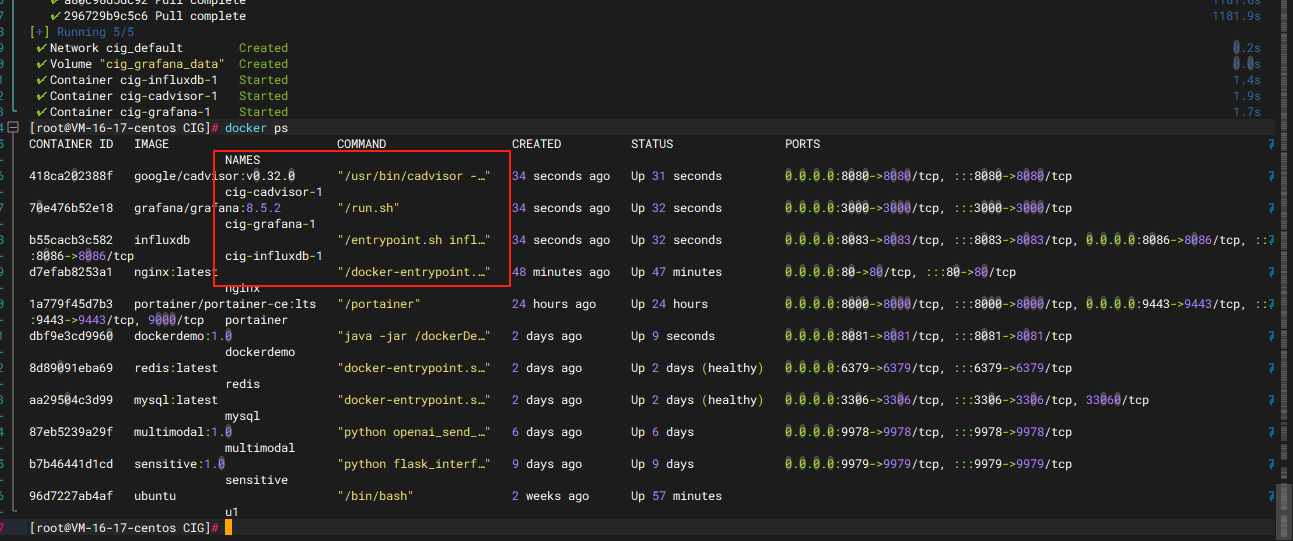 a80c98d5dc92 Pull complete 1181.8s
✔ 296729b9c5c6 Pull complete 1181.9s
[+] Running 5/5
✔ Network cig_default Created 0.2s
✔ Volume "cig_grafana_data" Created 0.0s
✔ Container cig-influxdb-1 Started 1.4s
✔ Container cig-cadvisor-1 Started 1.9s
✔ Container cig-grafana-1 Started 1.7s
[root@VM-16-17-centos CIG]# docker ps
CONTAINER ID IMAGE COMMAND CREATED STATUS PORTS
NAMES
418ca202388f google/cadvisor:v0.32.0 "/usr/bin/cadvisor -…" 34 seconds ago Up 31 seconds 0.0.0.0:8080->8080/tcp, :::8080->8080/tcp
cig-cadvisor-1
70e476b52e18 grafana/grafana:8.5.2 "/run.sh" 34 seconds ago Up 32 seconds 0.0.0.0:3000->3000/tcp, :::3000->3000/tcp
cig-grafana-1
b55cacb3c582 influxdb "/entrypoint.sh infl…" 34 seconds ago Up 32 seconds 0.0.0.0:8083->8083/tcp, :::8083->8083/tcp, 0.0.0.0:8086->8086/tcp, ::
:8086->8086/tcp cig-influxdb-1
d7efab8253a1 nginx:latest "/docker-entrypoint.…" 48 minutes ago Up 47 minutes 0.0.0.0:80->80/tcp, :::80->80/tcp
nginx
1a779f45d7b3 portainer/portainer-ce:lts "/portainer" 24 hours ago Up 24 hours 0.0.0.0:8000->8000/tcp, :::8000->8000/tcp, 0.0.0.0:9443->9443/tcp, ::
:9443->9443/tcp, 9000/tcp portainer
dbf9e3cd9960 dockerdemo:1.0 "java -jar /dockerDe…" 2 days ago Up 9 seconds 0.0.0.0:8081->8081/tcp, :::8081->8081/tcp
dockerdemo
8d89091eba69 redis:latest "docker-entrypoint.s…" 2 days ago Up 2 days (healthy) 0.0.0.0:6379->6379/tcp, :::6379->6379/tcp
redis
aa29504c3d99 mysql:latest "docker-entrypoint.s…" 2 days ago Up 2 days (healthy) 0.0.0.0:3306->3306/tcp, :::3306->3306/tcp, 33060/tcp
mysql
87eb5239a29f multimodal:1.0 "python openai_send_…" 6 days ago Up 6 days 0.0.0.0:9978->9978/tcp, :::9978->9978/tcp
multimodal
b7b46441d1cd sensitive:1.0 "python flask_interf…" 9 days ago Up 9 days 0.0.0.0:9979->9979/tcp, :::9979->9979/tcp
sensitive
96d7227ab4af ubuntu "/bin/bash" 2 weeks ago Up 57 minutes
u1
[root@VM-16-17-centos CIG]#